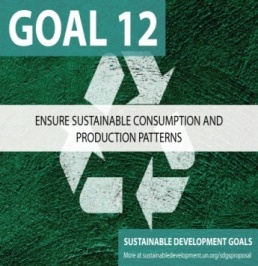 GOAL 12
ENSURE SUSTAINABLE CONSUMPTION AND
PRODUCTION PATTERNS
SUSTAINABLE DEVELOPMENT GOALS
More at sustainabledevelopment.un.org/sdgsproposal